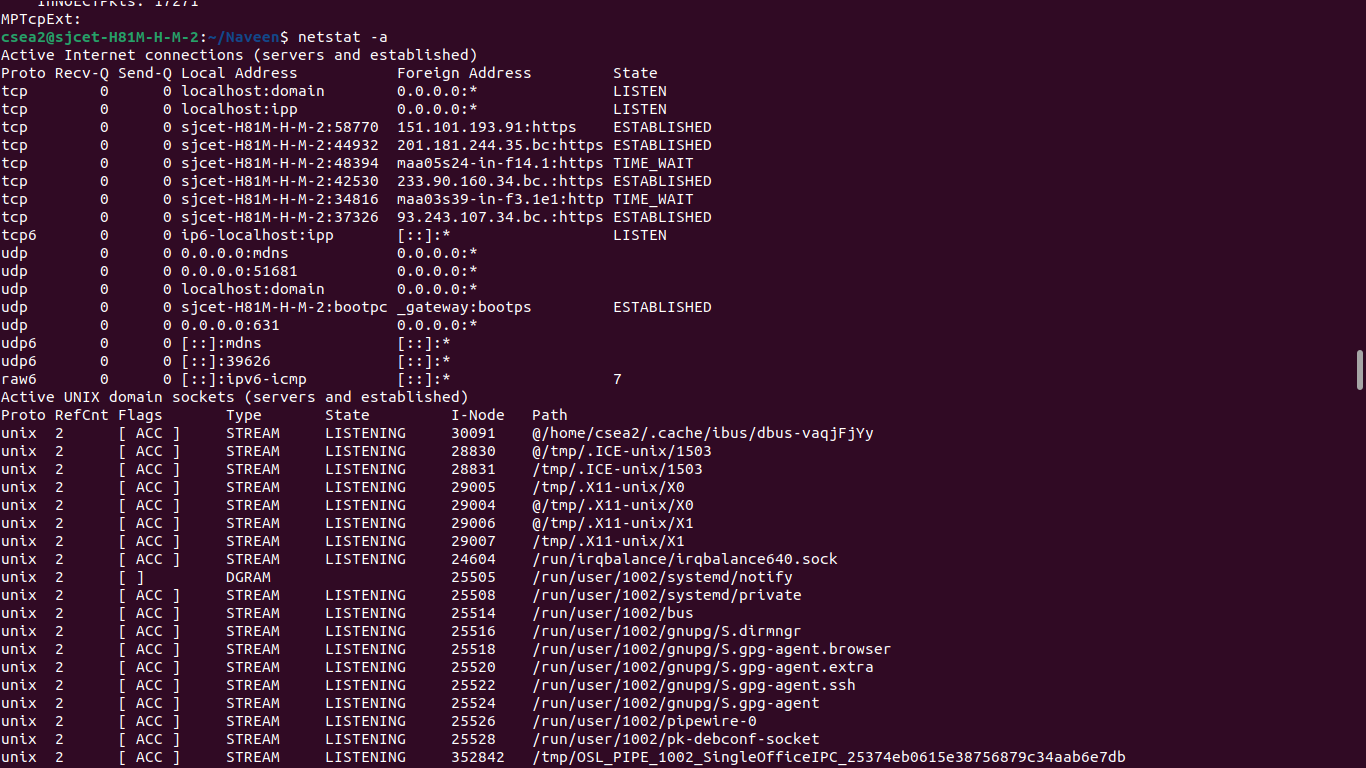 InNoECTPkts: 17271
MPTcpExt:
csea2@sjcet-H81M-H-M-2:~/Naveen$ netstat -a
Active Internet connections (servers and established)
Proto Recv-Q Send-Q Local Address           Foreign Address         State
tcp        0      0 localhost:domain        0.0.0.0:*               LISTEN
tcp        0      0 localhost:ipp           0.0.0.0:*               LISTEN
tcp        0      0 sjcet-H81M-H-M-2:58770  151.101.193.91:https    ESTABLISHED
tcp        0      0 sjcet-H81M-H-M-2:44932  201.181.244.35.bc:https ESTABLISHED
tcp        0      0 sjcet-H81M-H-M-2:48394  maa05s24-in-f14.1:https TIME_WAIT
tcp        0      0 sjcet-H81M-H-M-2:42530  233.90.160.34.bc.:https ESTABLISHED
tcp        0      0 sjcet-H81M-H-M-2:34816  maa03s39-in-f3.1e1:http TIME_WAIT
tcp        0      0 sjcet-H81M-H-M-2:37326  93.243.107.34.bc.:https ESTABLISHED
tcp6       0      0 ip6-localhost:ipp       [::]:*                  LISTEN
udp        0      0 0.0.0.0:mdns            0.0.0.0:*
udp        0      0 0.0.0.0:51681           0.0.0.0:*
udp        0      0 localhost:domain        0.0.0.0:*
udp        0      0 sjcet-H81M-H-M-2:bootpc _gateway:bootps         ESTABLISHED
udp        0      0 0.0.0.0:631             0.0.0.0:*
udp6       0      0 [::]:mdns               [::]:*
udp6       0      0 [::]:39626              [::]:*
raw6       0      0 [::]:ipv6-icmp          [::]:*                  7
Active UNIX domain sockets (servers and established)
Proto RefCnt Flags       Type       State         I-Node   Path
unix  2      [ ACC ]     STREAM     LISTENING     30091    @/home/csea2/.cache/ibus/dbus-vaqjFjYy
unix  2      [ ACC ]     STREAM     LISTENING     28830    @/tmp/.ICE-unix/1503
unix  2      [ ACC ]     STREAM     LISTENING     28831    /tmp/.ICE-unix/1503
unix  2      [ ACC ]     STREAM     LISTENING     29005    /tmp/.X11-unix/X0
unix  2      [ ACC ]     STREAM     LISTENING     29004    @/tmp/.X11-unix/X0
unix  2      [ ACC ]     STREAM     LISTENING     29006    @/tmp/.X11-unix/X1
unix  2      [ ACC ]     STREAM     LISTENING     29007    /tmp/.X11-unix/X1
unix  2      [ ACC ]     STREAM     LISTENING     24604    /run/irqbalance/irqbalance640.sock
unix  2      [ ]         DGRAM                    25505    /run/user/1002/systemd/notify
unix  2      [ ACC ]     STREAM     LISTENING     25508    /run/user/1002/systemd/private
unix  2      [ ACC ]     STREAM     LISTENING     25514    /run/user/1002/bus
unix  2      [ ACC ]     STREAM     LISTENING     25516    /run/user/1002/gnupg/S.dirmngr
unix  2      [ ACC ]     STREAM     LISTENING     25518    /run/user/1002/gnupg/S.gpg-agent.browser
unix  2      [ ACC ]     STREAM     LISTENING     25520    /run/user/1002/gnupg/S.gpg-agent.extra
unix  2      [ ACC ]     STREAM     LISTENING     25522    /run/user/1002/gnupg/S.gpg-agent.ssh
unix  2      [ ACC ]     STREAM     LISTENING     25524    /run/user/1002/gnupg/S.gpg-agent
unix  2      [ ACC ]     STREAM     LISTENING     25526    /run/user/1002/pipewire-0
unix  2      [ ACC ]     STREAM     LISTENING     25528    /run/user/1002/pk-debconf-socket
unix  2      [ ACC ]     STREAM     LISTENING     352842   /tmp/OSL_PIPE_1002_SingleOfficeIPC_25374eb0615e38756879c34aab6e7db